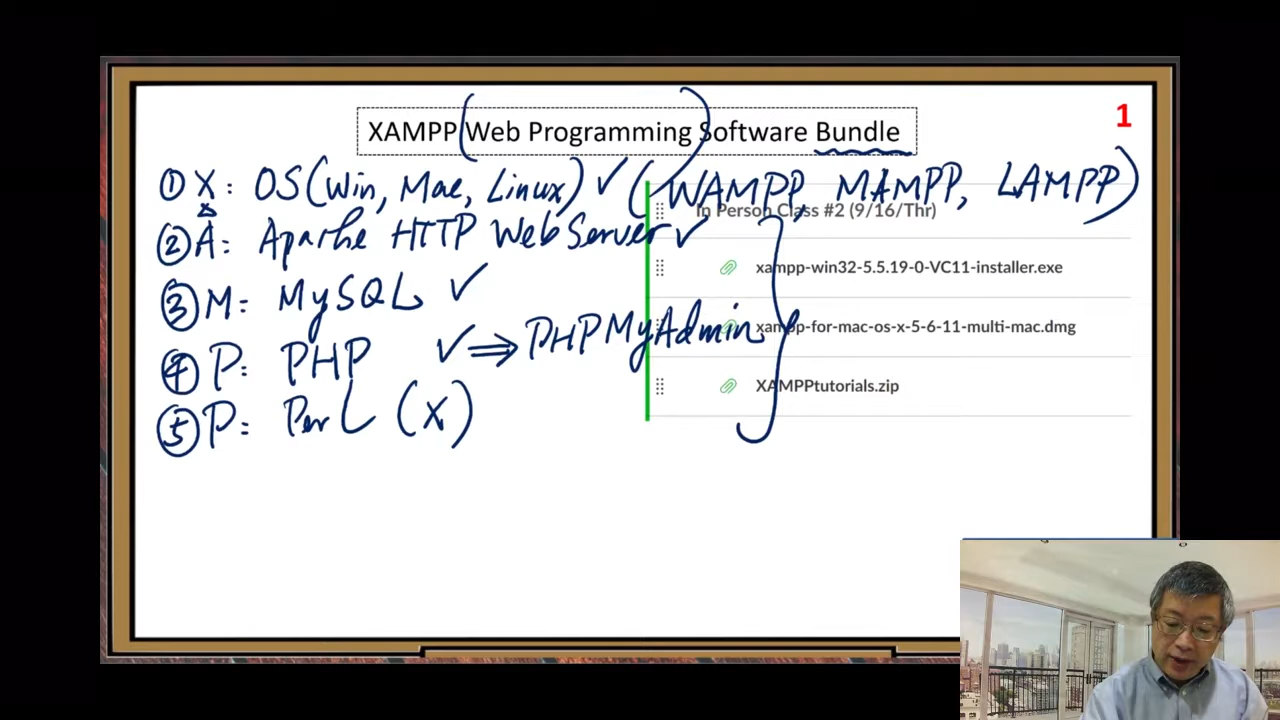 XAMPP (Web Programming) Software Bundle
1
① X: OS(Win, Mac, Linux) ✓ (WAMPP, MAMPP, LAMPP)
In Person Class #2 (9/16/Thr)
② A: Apache HTTP WebServer ✓
xampp-win32-5.5.19-0-VC11-installer.exe
③ M: MySQL ✓
xampp-for-mac-os-x-5-6-11-multi-mac.dmg
④ P: PHP ✓ ⇒ PHPMyAdmin
XAMPPtutorials.zip
⑤ P: PerL (X)